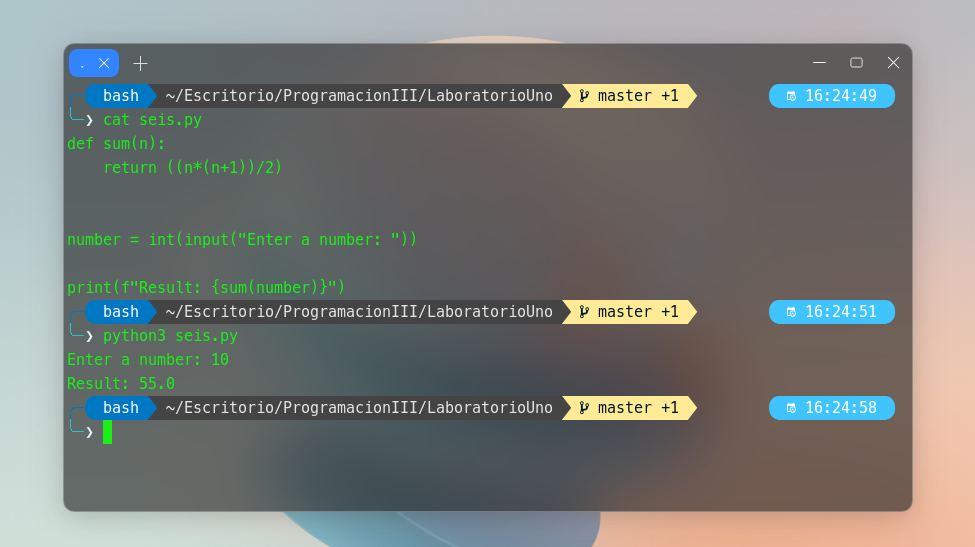 .
bash ~/Escritorio/ProgramacionIII/LaboratorioUno master +1 16:24:49
❯ cat seis.py
def sum(n):
    return ((n*(n+1))/2)
number = int(input("Enter a number: "))
print(f"Result: {sum(number)}")
bash ~/Escritorio/ProgramacionIII/LaboratorioUno master +1 16:24:51
❯ python3 seis.py
Enter a number: 10
Result: 55.0
bash ~/Escritorio/ProgramacionIII/LaboratorioUno master +1 16:24:58
❯